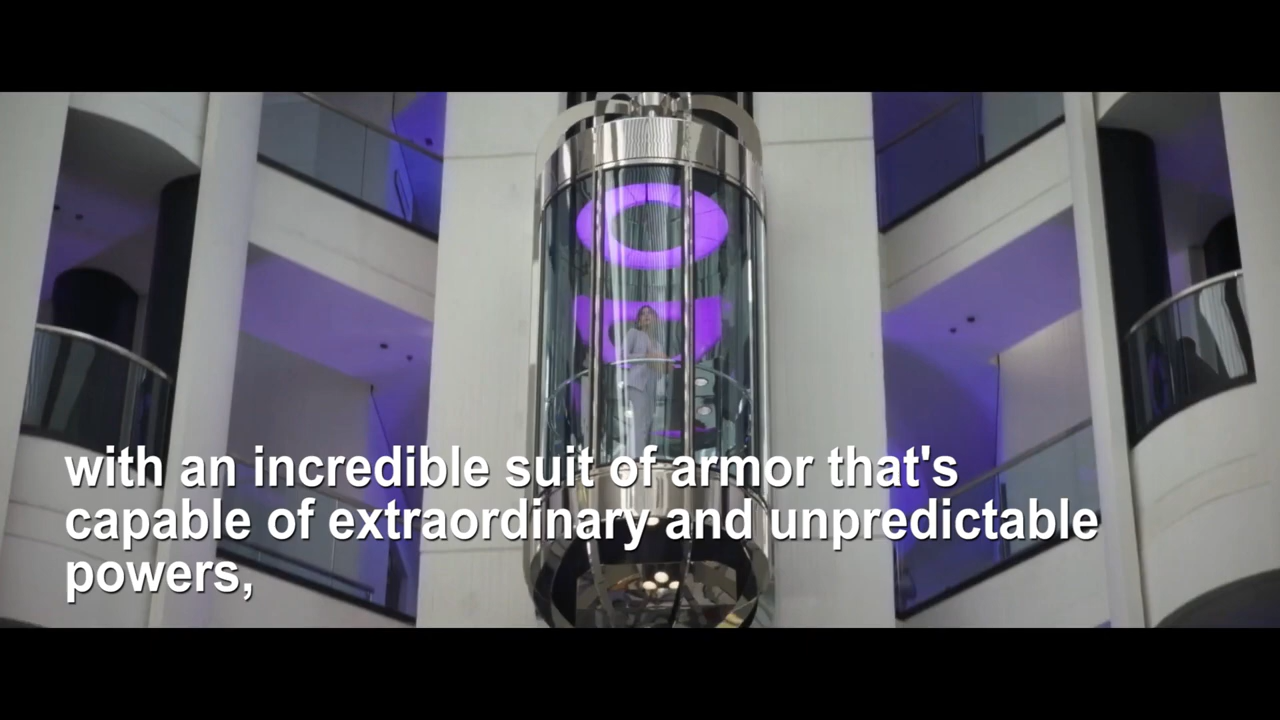 with an incredible suit of armor that's
capable of extraordinary and unpredictable
powers,